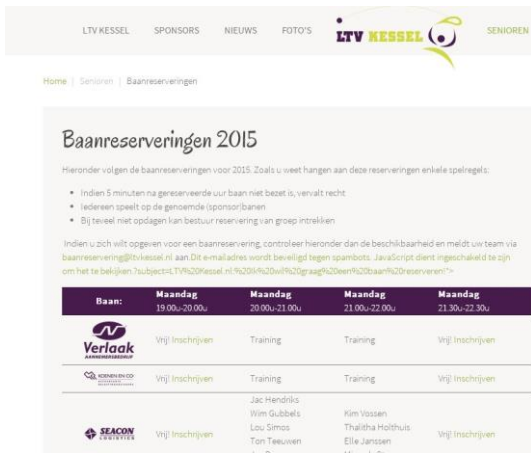 LTV KESSEL SPONSORS NIEUWS FOTO'S LTV KESSEL SENIOREN
Home | Senioren | Baanreserveringen
Baanreserveringen 2015
Hieronder volgen de baanreserveringen voor 2015. Zoals u weet hangen aan deze reserveringen enkele spelregels:
Indien 5 minuten na gereserveerde uur baan niet bezet is, vervalt recht
Iedereen speelt op de genoemde (sponsor)banen
Bij teveel niet opdagen kan bestuur reservering van groep intrekken
Indien u zich wilt opgeven voor een baanreservering, controleer hieronder dan de beschikbaarheid en meldt uw team via
baanreservering@ltvkessel.nl aan.Dit e-mailadres wordt beveiligd tegen spambots. JavaScript dient ingeschakeld te zijn
om het te bekijken.?subject=LTV%20Kessel.nl:%20Ik%20wil%20graag%20een%20baan%20reserveren!">
Baan: Maandag Maandag Maandag Maandag
19.00u-20.00u 20.00u-21.00u 21.00u-22.00u 21.30u-22.30u
Verlaak
AANNEMERSBEDRIJF
Vrij! Inschrijven Training Training Vrij! Inschrijven
KOENEN EN CO
Vrij! Inschrijven Training Training Vrij! Inschrijven
Jac Hendriks
Wim Gubbels Kim Vossen
Lou Simos Thalitha Holthuis
SEACON LOGISTICS Vrij! Inschrijven Ton Teeuwen Elle Janssen Vrij! Inschrijven